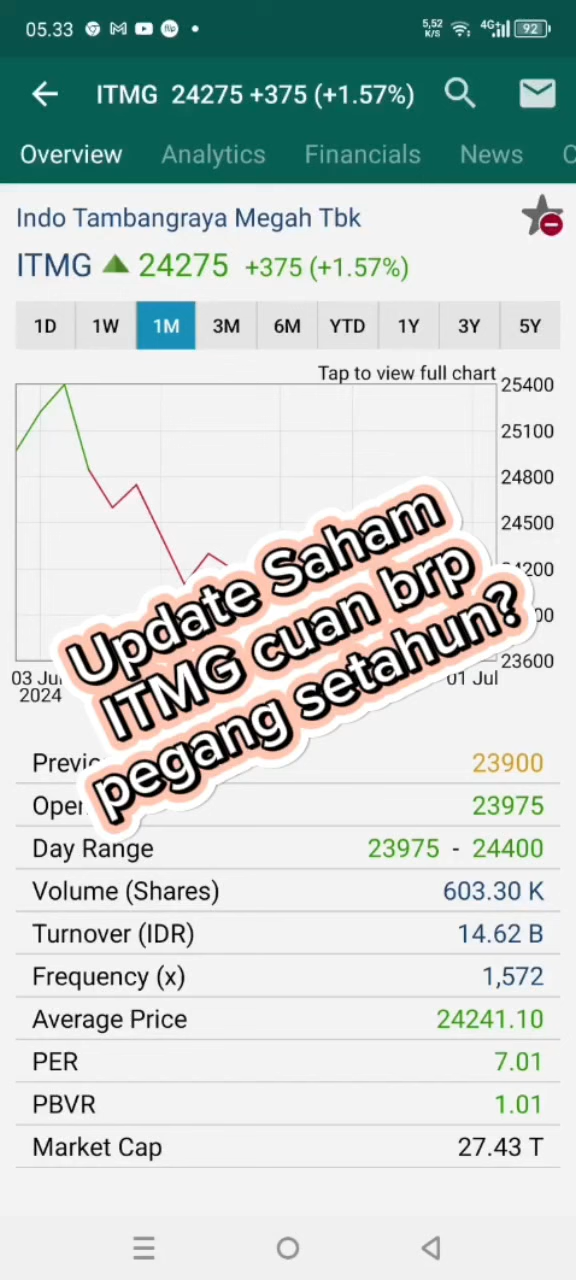 05.33 flip 5,52 K/S 4G+ 92
ITMG 24275 +375 (+1.57%)
Overview Analytics Financials News
Indo Tambangraya Megah Tbk
ITMG 24275 +375 (+1.57%)
1D 1W 1M 3M 6M YTD 1Y 3Y 5Y
Tap to view full chart
25400
25100
24800
24500
24200
23600
03 Ju
2024
01 Jul
Update Saham
ITMG cuan brp
pegang setahun?
23900
23975
Day Range 23975 - 24400
Volume (Shares) 603.30 K
Turnover (IDR) 14.62 B
Frequency (x) 1,572
Average Price 24241.10
PER 7.01
PBVR 1.01
Market Cap 27.43 T